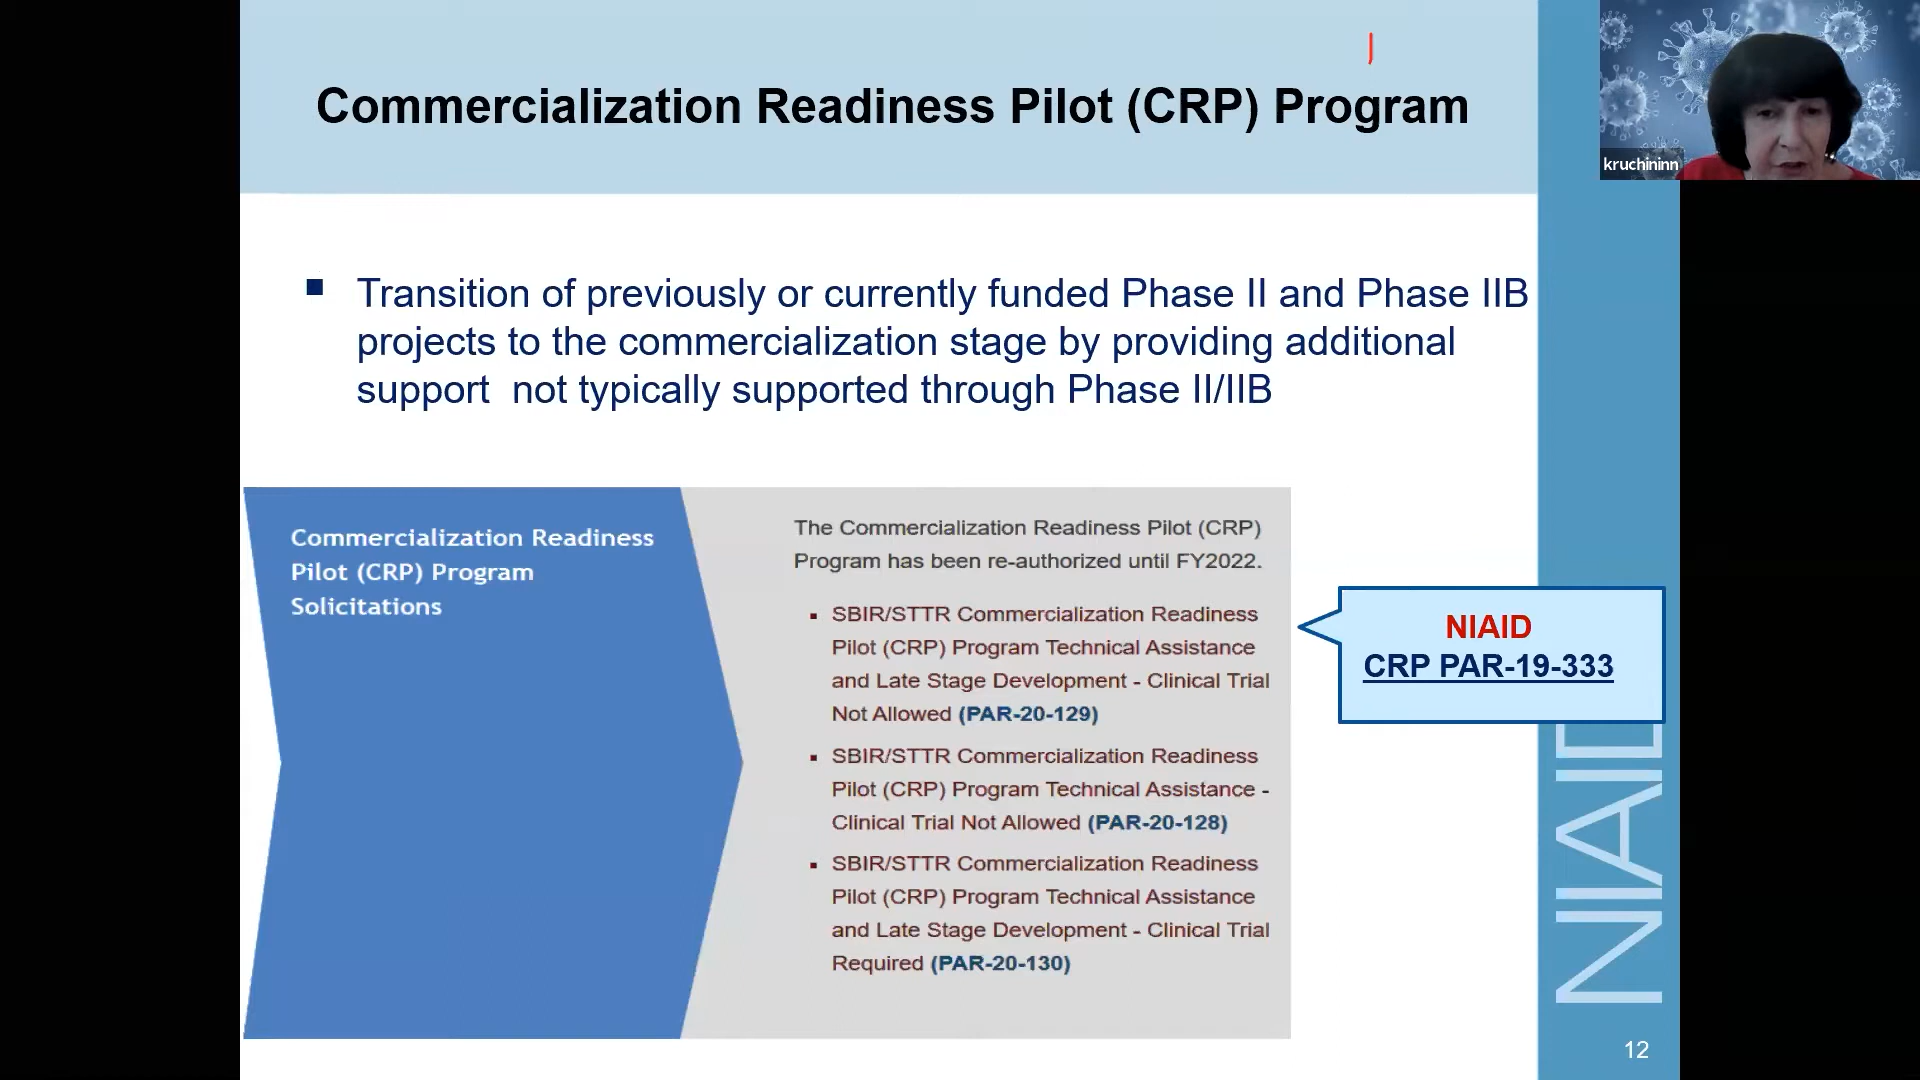 Commercialization Readiness Pilot (CRP) Program
kruchininn
▪ Transition of previously or currently funded Phase II and Phase IIB
projects to the commercialization stage by providing additional
support not typically supported through Phase II/IIB
Commercialization Readiness
Pilot (CRP) Program
Solicitations
The Commercialization Readiness Pilot (CRP)
Program has been re-authorized until FY2022.
▪ SBIR/STTR Commercialization Readiness
Pilot (CRP) Program Technical Assistance
and Late Stage Development - Clinical Trial
Not Allowed (PAR-20-129)
▪ SBIR/STTR Commercialization Readiness
Pilot (CRP) Program Technical Assistance -
Clinical Trial Not Allowed (PAR-20-128)
▪ SBIR/STTR Commercialization Readiness
Pilot (CRP) Program Technical Assistance
and Late Stage Development - Clinical Trial
Required (PAR-20-130)
NIAID
CRP PAR-19-333
NIAID
12